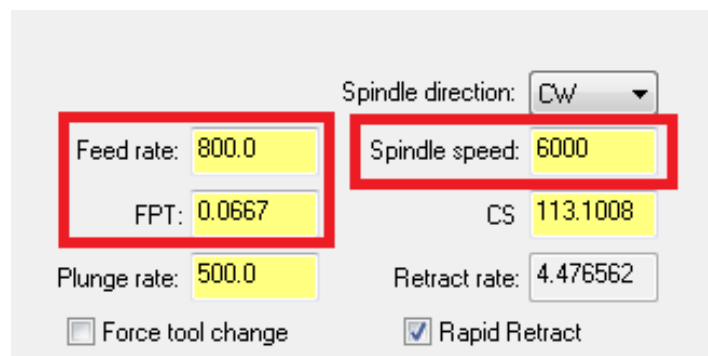 Spindle direction: CW
Feed rate: 800.0 Spindle speed: 6000
FPT: 0.0667 CS 113.1008
Plunge rate: 500.0 Retract rate: 4.476562
Force tool change Rapid Retract